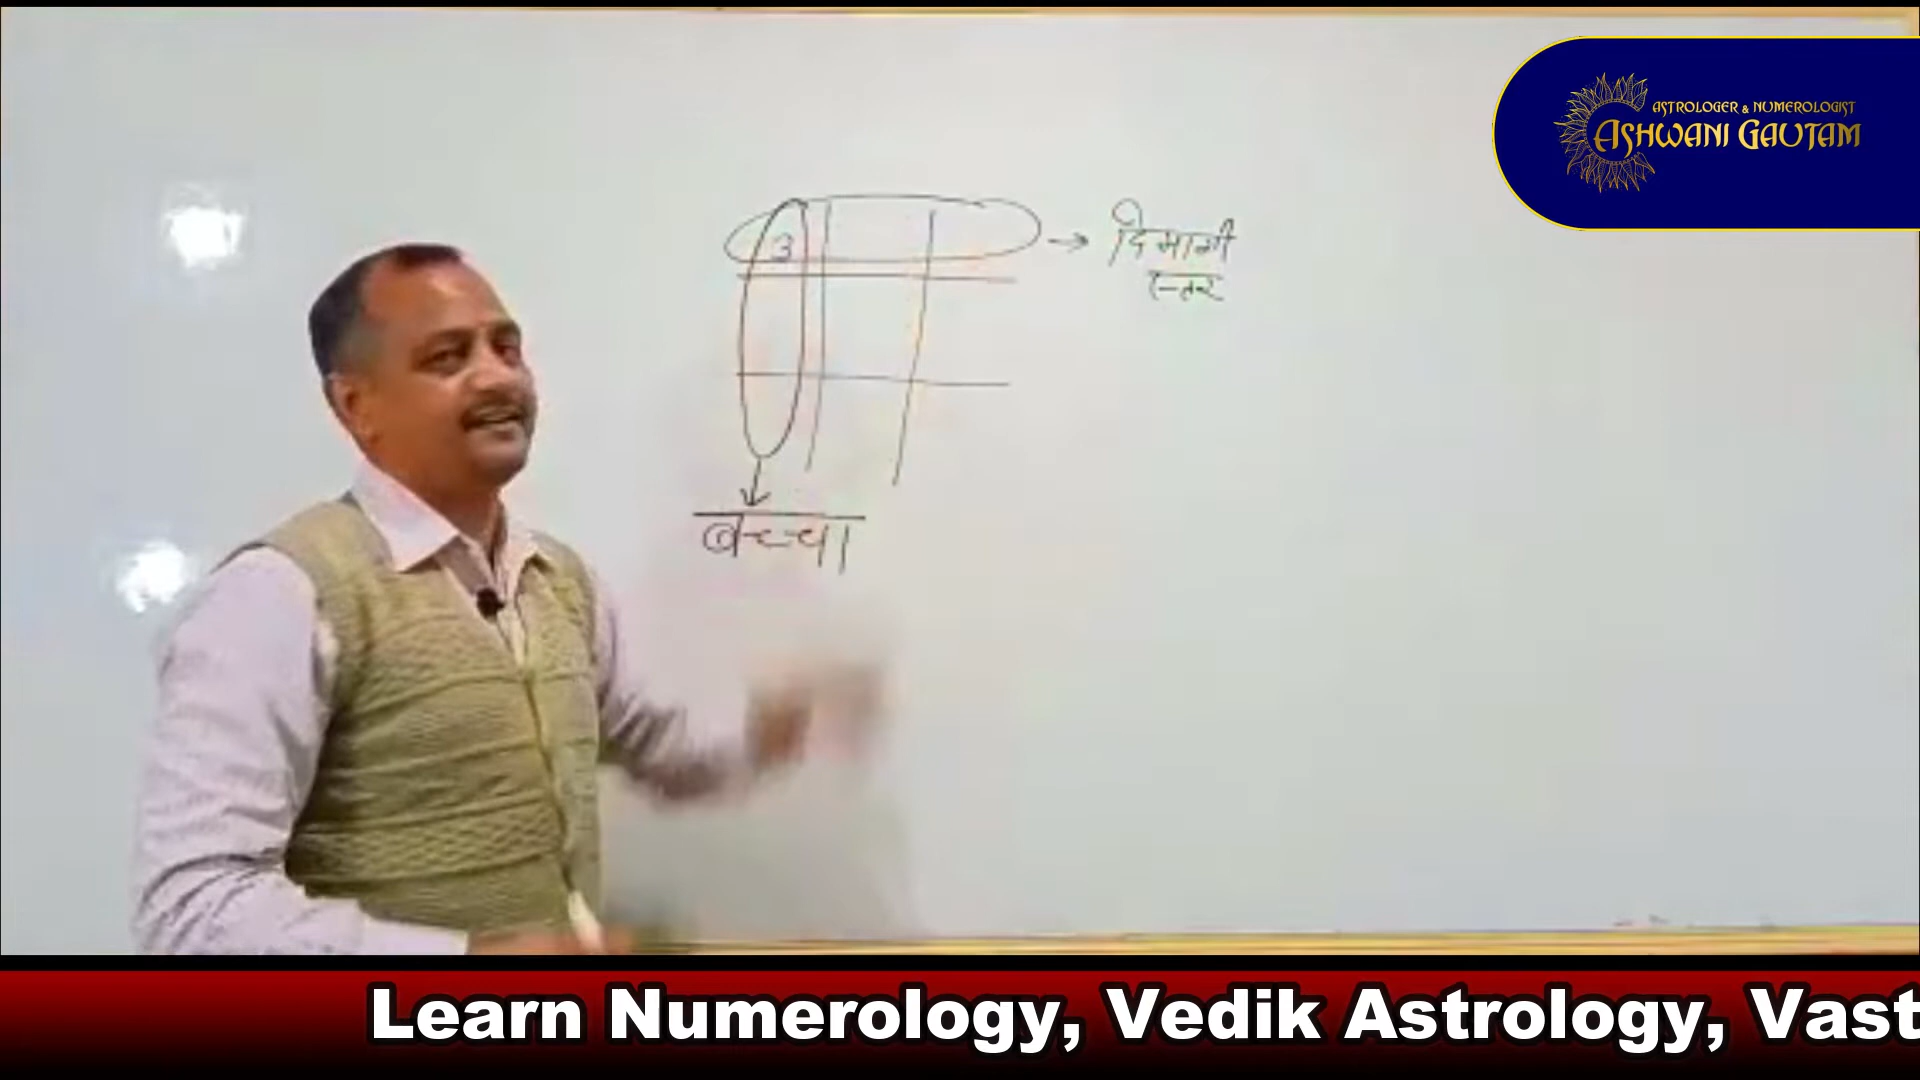 ASTROLOGER & NUMEROLOGIST
ASHWANI GAUTAM
3
दिमागी
स्तर
बच्चा
Learn Numerology, Vedik Astrology, Vast